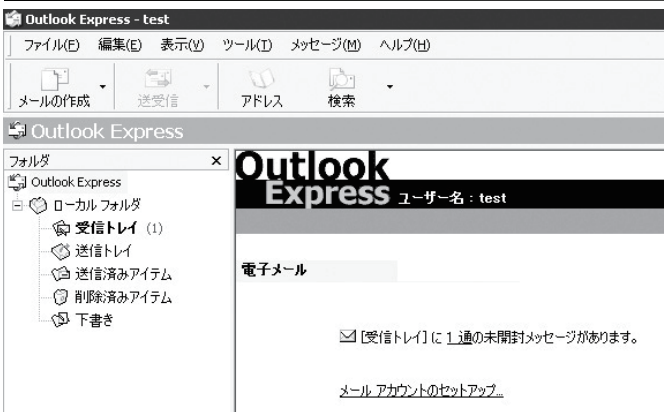 Outlook Express - test
ファイル(F) 編集(E) 表示(V) ツール(T) メッセージ(M) ヘルプ(H)
メールの作成 送受信 アドレス 検索
Outlook Express
フォルダ ×
Outlook Express
ローカル フォルダ
受信トレイ (1)
送信トレイ
送信済みアイテム
削除済みアイテム
下書き
Outlook
Express ユーザー名 : test
電子メール
[受信トレイ] に 1 通の未開封メッセージがあります。
メール アカウントのセットアップ...